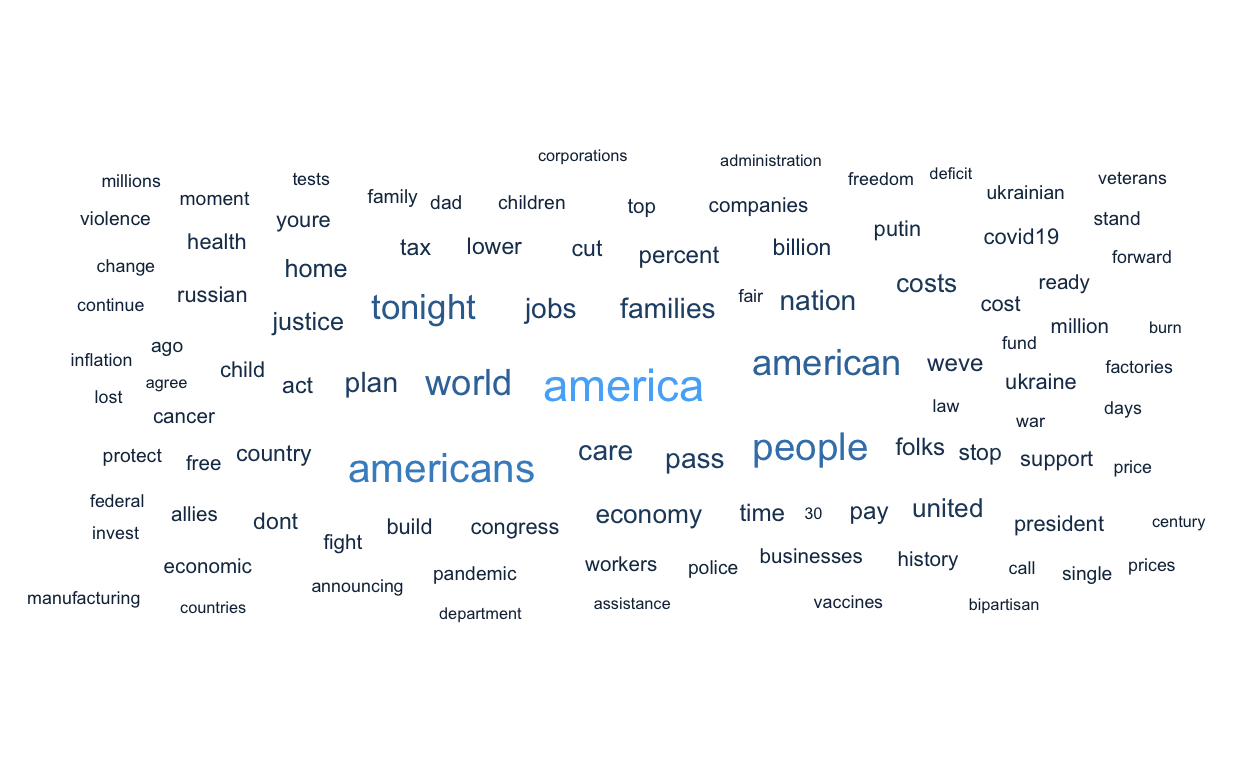 corporations
administration
millions
tests
freedom
deficit
veterans
moment
family
dad
children
top
companies
ukrainian
violence
youre
putin
stand
health
tax
lower
cut
percent
billion
covid19
change
home
forward
continue
russian
tonight
jobs
families
fair
nation
costs
cost
ready
justice
million
burn
inflation
ago
fund
agree
child
act
plan
world
america
american
weve
ukraine
factories
lost
cancer
law
war
days
protect
free
country
americans
care
pass
people
folks
stop
support
price
federal
allies
invest
dont
fight
build
congress
economy
time
30
pay
united
president
century
economic
announcing
pandemic
workers
police
businesses
history
call
single
prices
manufacturing
countries
department
assistance
vaccines
bipartisan